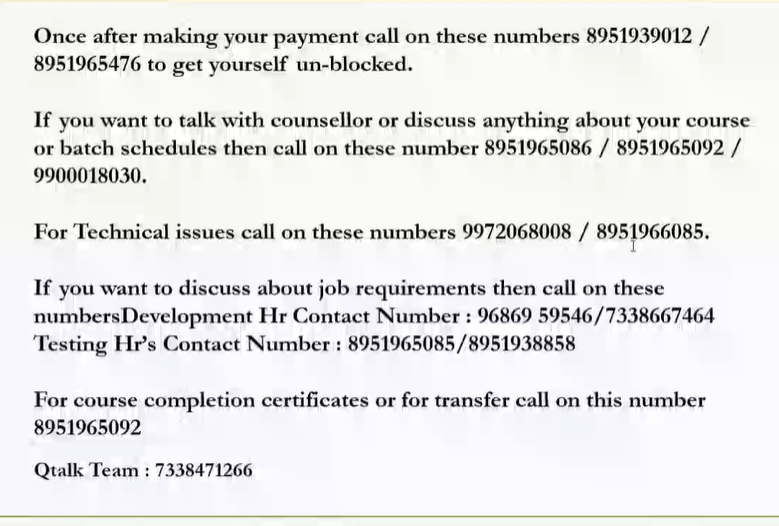 Once after making your payment call on these numbers 8951939012 /
8951965476 to get yourself un-blocked.
If you want to talk with counsellor or discuss anything about your course
or batch schedules then call on these number 8951965086 / 8951965092 /
9900018030.
For Technical issues call on these numbers 9972068008 / 8951966085.
If you want to discuss about job requirements then call on these
numbersDevelopment Hr Contact Number : 96869 59546/7338667464
Testing Hr's Contact Number : 8951965085/8951938858
For course completion certificates or for transfer call on this number
8951965092
Qtalk Team : 7338471266